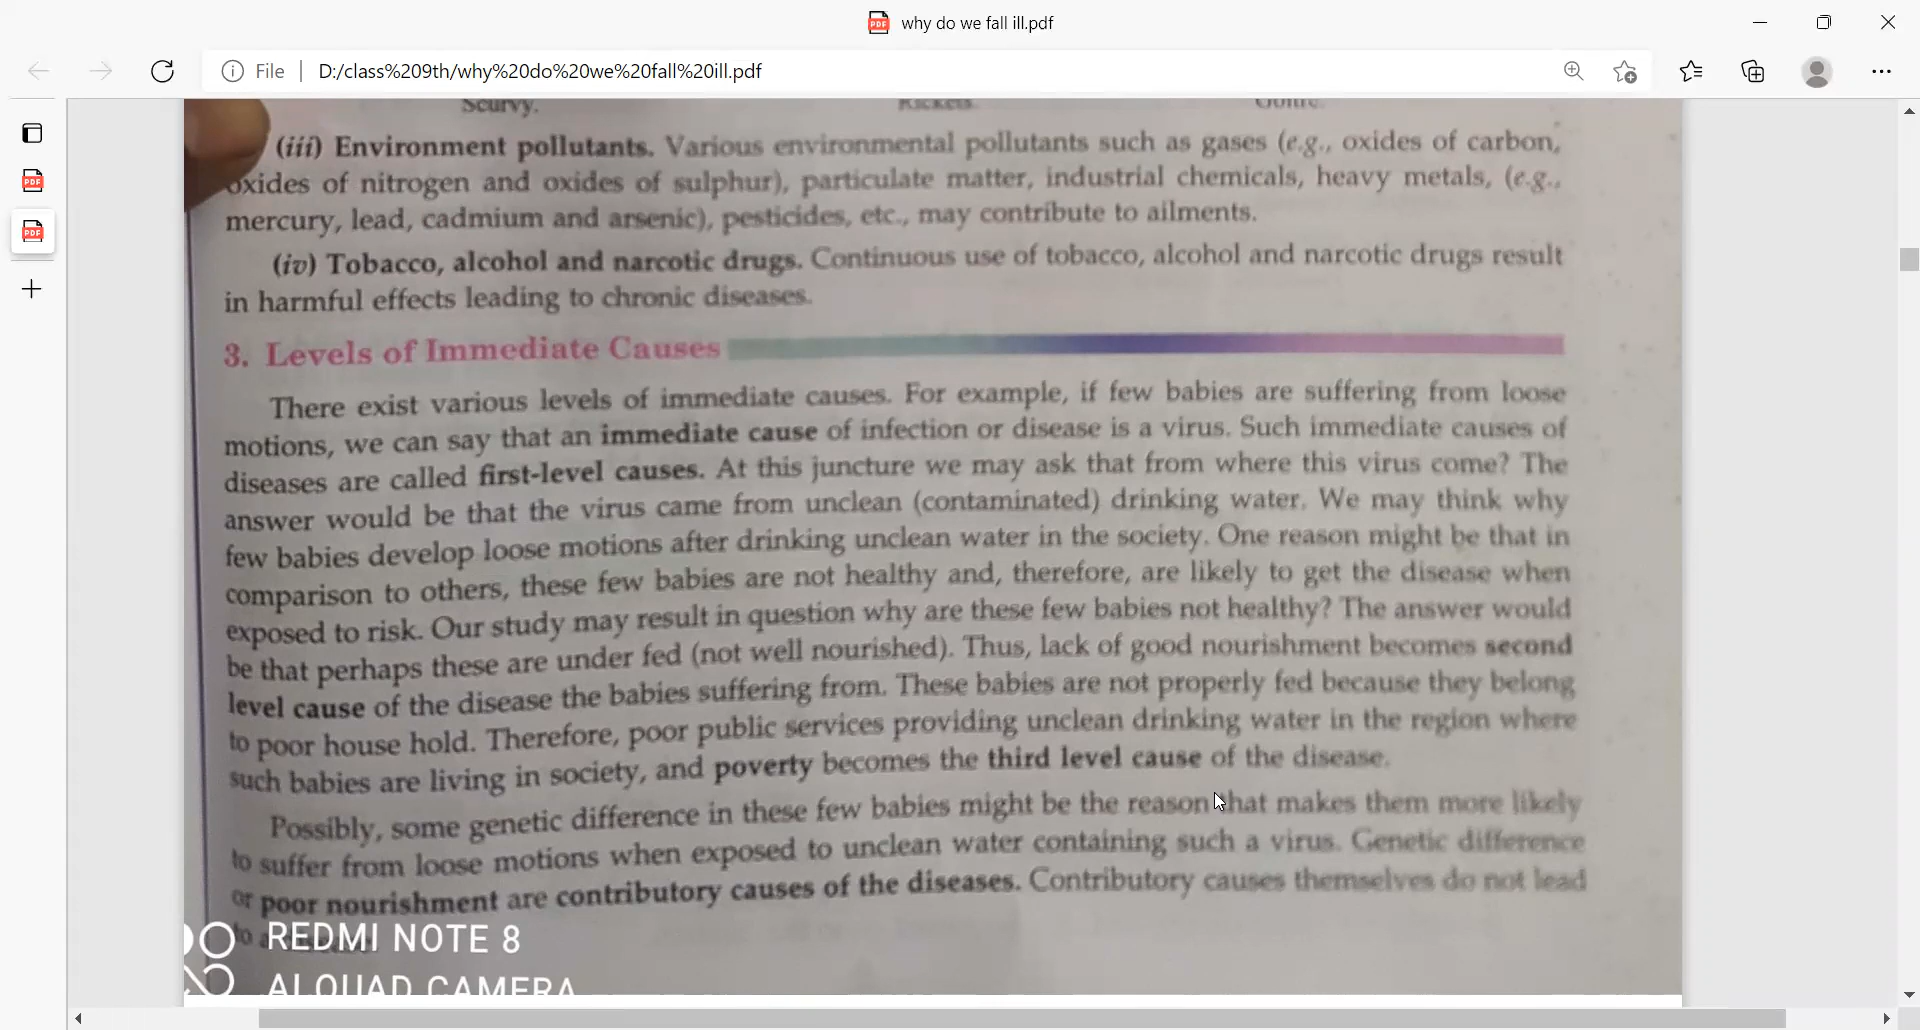 why do we fall ill.pdf
File
D:/class%209th/why%20do%20we%20fall%20ill.pdf
Scurvy. Rickets Goitre.
(iii) Environment pollutants. Various environmental pollutants such as gases (e.g., oxides of carbon,
oxides of nitrogen and oxides of sulphur), particulate matter, industrial chemicals, heavy metals, (e.g.,
mercury, lead, cadmium and arsenic), pesticides, etc., may contribute to ailments.
(iv) Tobacco, alcohol and narcotic drugs. Continuous use of tobacco, alcohol and narcotic drugs result
in harmful effects leading to chronic diseases.
3. Levels of Immediate Causes
There exist various levels of immediate causes. For example, if few babies are suffering from loose
motions, we can say that an immediate cause of infection or disease is a virus. Such immediate causes of
diseases are called first-level causes. At this juncture we may ask that from where this virus come? The
answer would be that the virus came from unclean (contaminated) drinking water. We may think why
few babies develop loose motions after drinking unclean water in the society. One reason might be that in
comparison to others, these few babies are not healthy and, therefore, are likely to get the disease when
exposed to risk. Our study may result in question why are these few babies not healthy? The answer would
be that perhaps these are under fed (not well nourished). Thus, lack of good nourishment becomes second
level cause of the disease the babies suffering from. These babies are not properly fed because they belong
to poor house hold. Therefore, poor public services providing unclean drinking water in the region where
such babies are living in society, and poverty becomes the third level cause of the disease.
Possibly, some genetic difference in these few babies might be the reason that makes them more likely
to suffer from loose motions when exposed to unclean water containing such a virus. Genetic difference
or poor nourishment are contributory causes of the diseases. Contributory causes themselves do not lead
to
REDMI NOTE 8
AI QUAD CAMERA